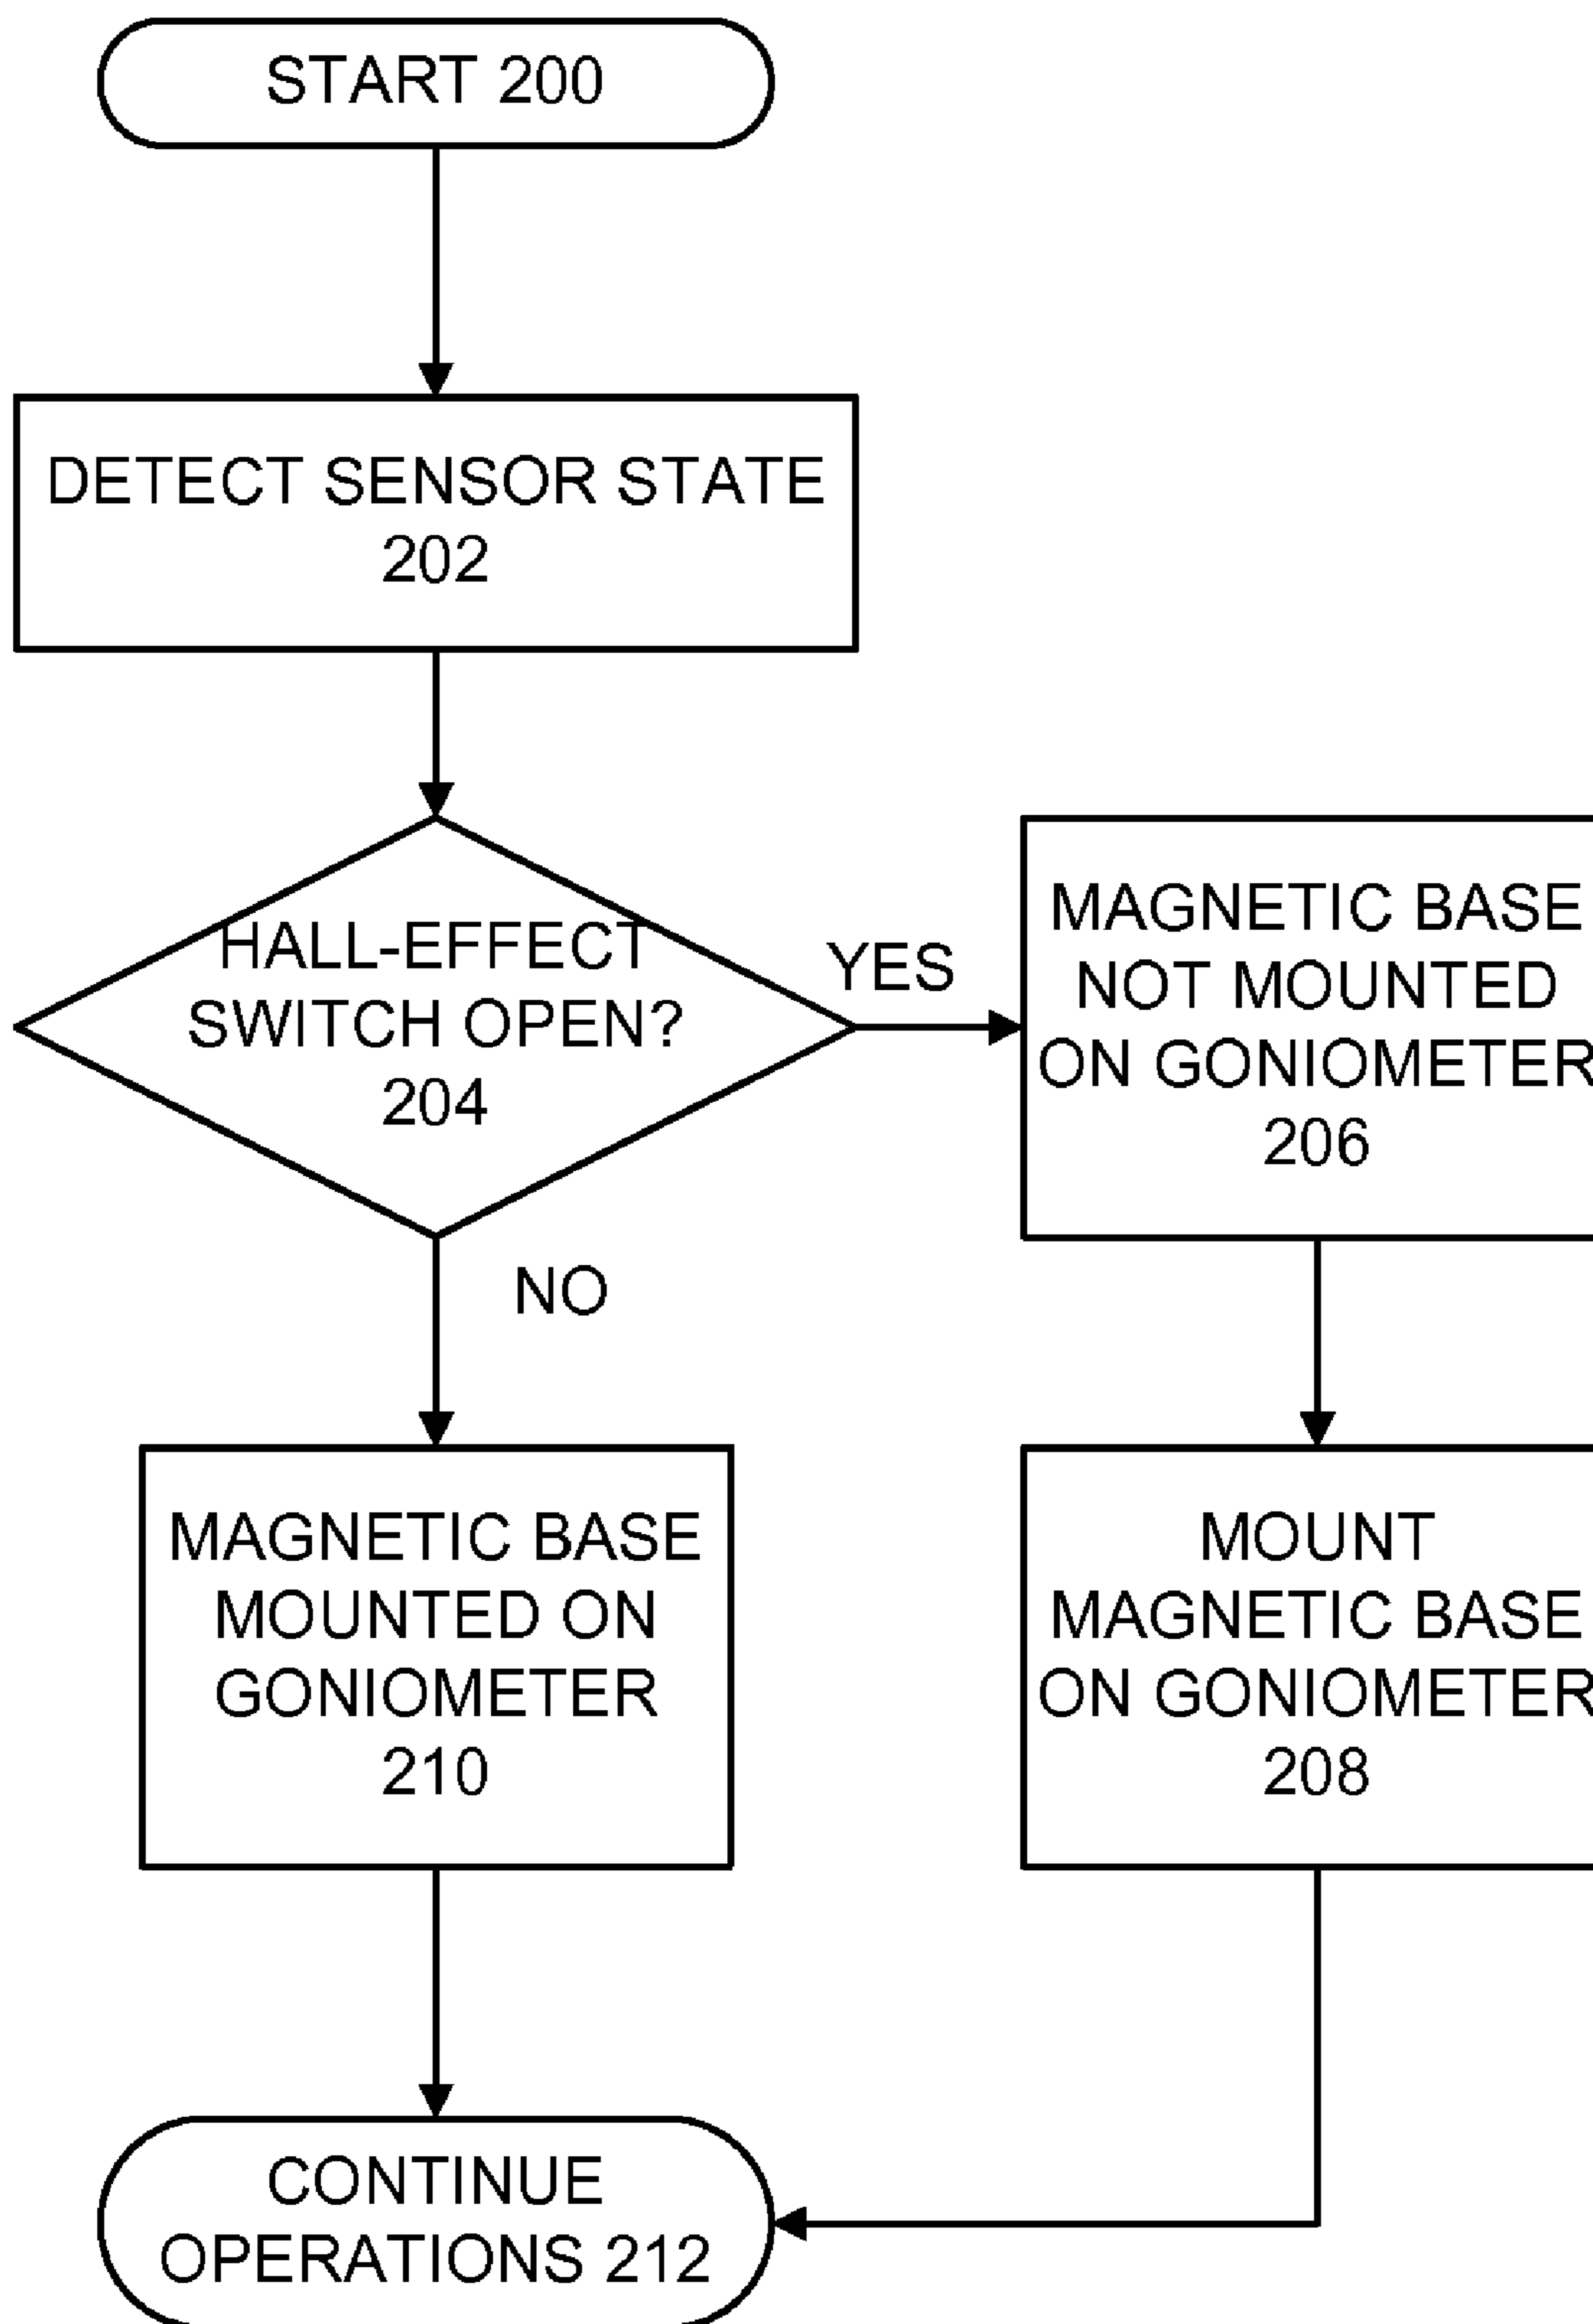 START 200
DETECT SENSOR STATE
202
HALL-EFFECT
SWITCH OPEN?
204
YES
MAGNETIC BASE
NOT MOUNTED
ON GONIOMETER
206
NO
MAGNETIC BASE
MOUNTED ON
GONIOMETER
210
MOUNT
MAGNETIC BASE
ON GONIOMETER
208
CONTINUE
OPERATIONS 212